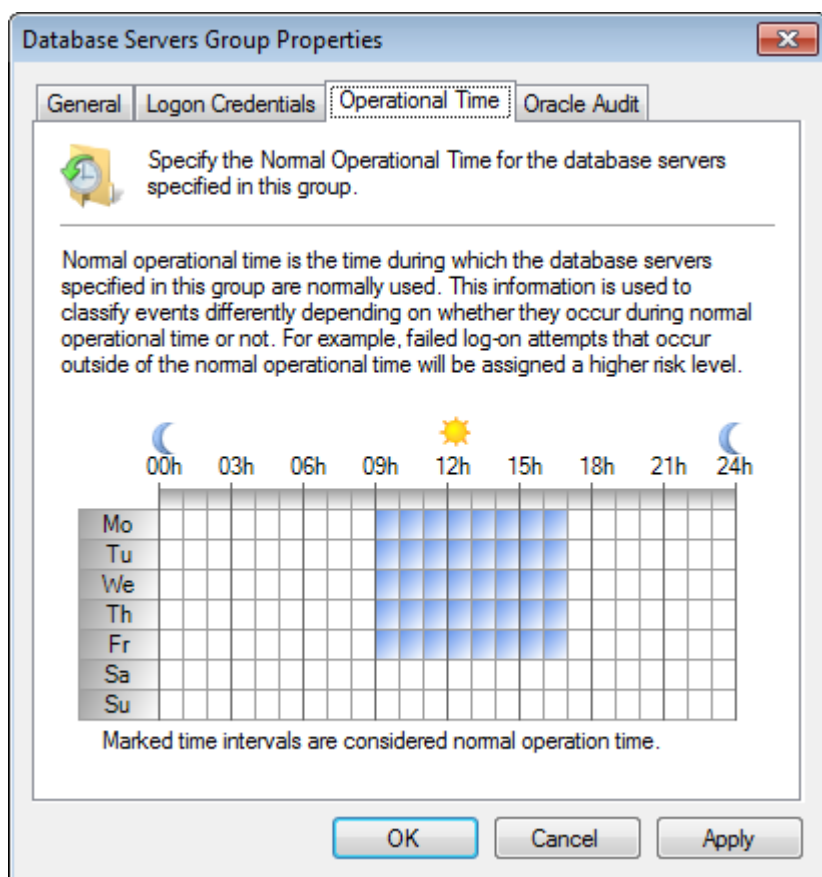 Database Servers Group Properties
General Logon Credentials Operational Time Oracle Audit
Specify the Normal Operational Time for the database servers
specified in this group.
Normal operational time is the time during which the database servers
specified in this group are normally used. This information is used to
classify events differently depending on whether they occur during normal
operational time or not. For example, failed log-on attempts that occur
outside of the normal operational time will be assigned a higher risk level.
00h 03h 06h 09h 12h 15h 18h 21h 24h
Mo
Tu
We
Th
Fr
Sa
Su
Marked time intervals are considered normal operation time.
OK Cancel Apply